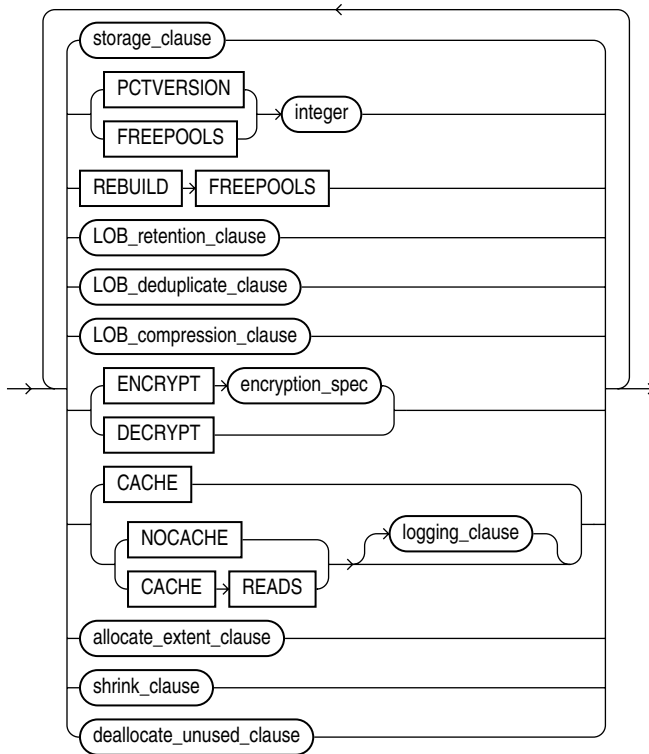 storage_clause
PCTVERSION
integer
FREEPOOLS
REBUILD FREEPOOLS
LOB_retention_clause
LOB_deduplicate_clause
LOB_compression_clause
ENCRYPT encryption_spec
DECRYPT
CACHE
NOCACHE logging_clause
CACHE READS
allocate_extent_clause
shrink_clause
deallocate_unused_clause